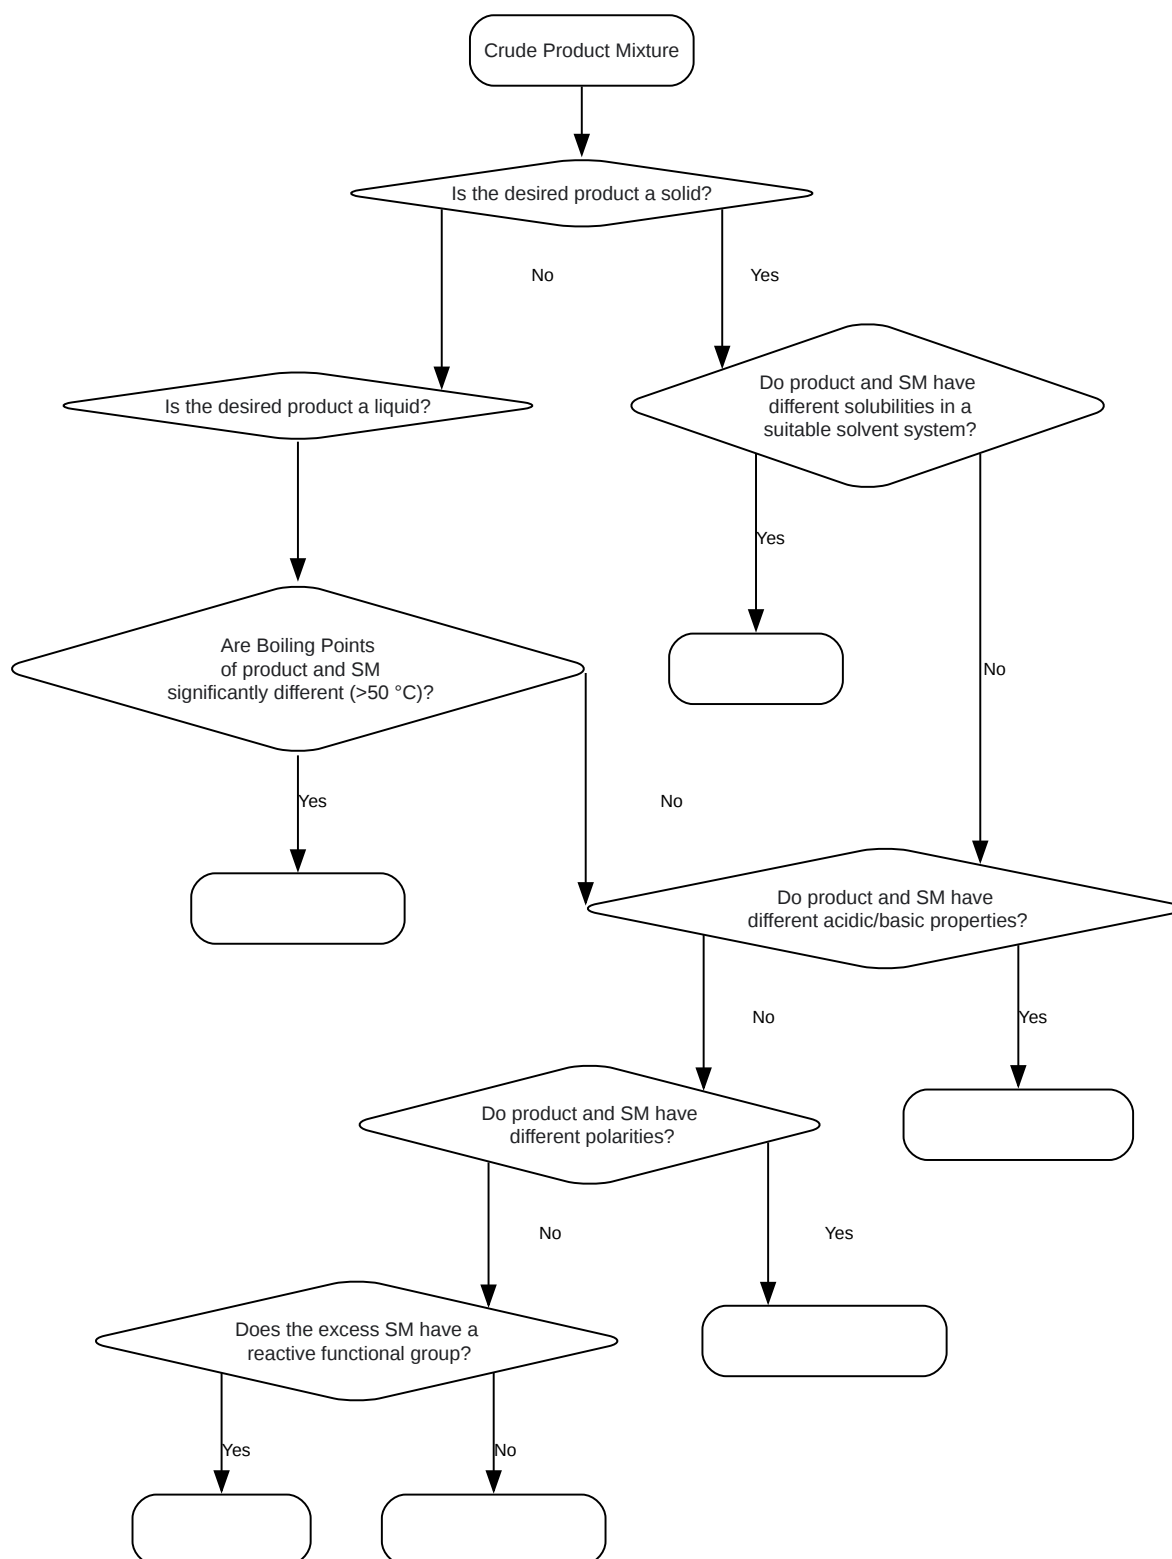 Crude Product Mixture
Is the desired product a solid?
No
Yes
Is the desired product a liquid?
Do product and SM have
different solubilities in a
suitable solvent system?
Yes
Are Boiling Points
of product and SM
significantly different (>50 °C)?
No
Yes
No
Do product and SM have
different acidic/basic properties?
No
Yes
Do product and SM have
different polarities?
No
Yes
Does the excess SM have a
reactive functional group?
Yes
No